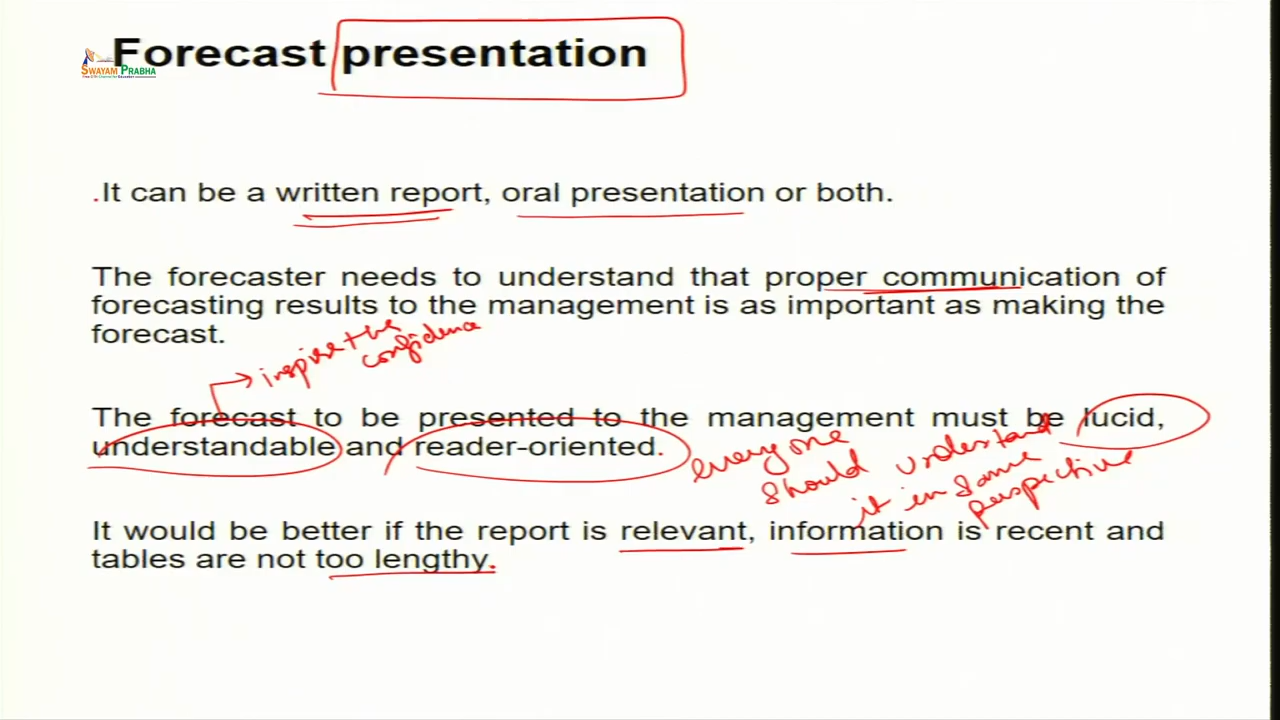 Forecast presentation
SWAYAM PRABHA
.It can be a written report, oral presentation or both.
The forecaster needs to understand that proper communication of
forecasting results to the management is as important as making the
forecast.
inspire the
confidence
The forecast to be presented to the management must be lucid,
understandable and reader-oriented.
everyone
should understand
it in same
perspective
It would be better if the report is relevant, information is recent and
tables are not too lengthy.